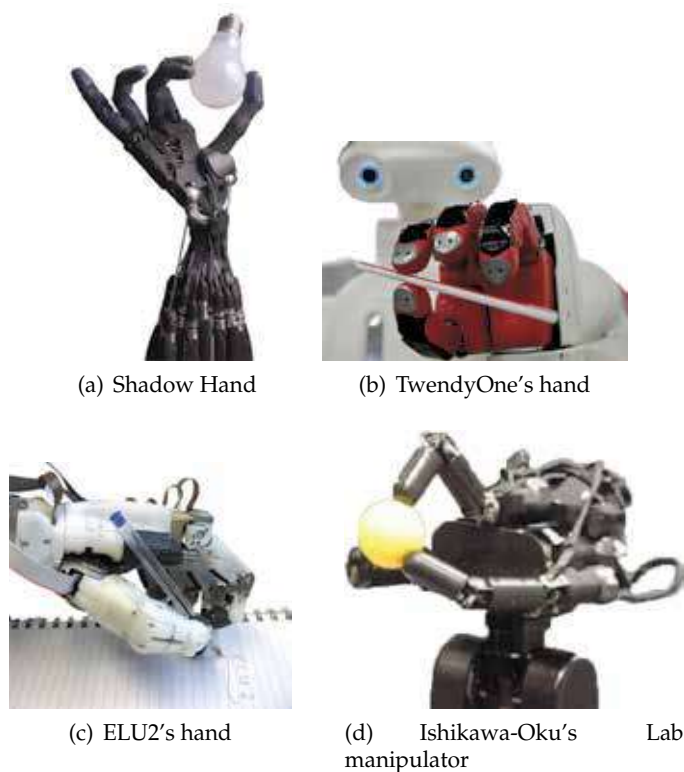 (a) Shadow Hand
(b) TwendyOne's hand
(c) ELU2's hand
(d) Ishikawa-Oku's Lab
manipulator